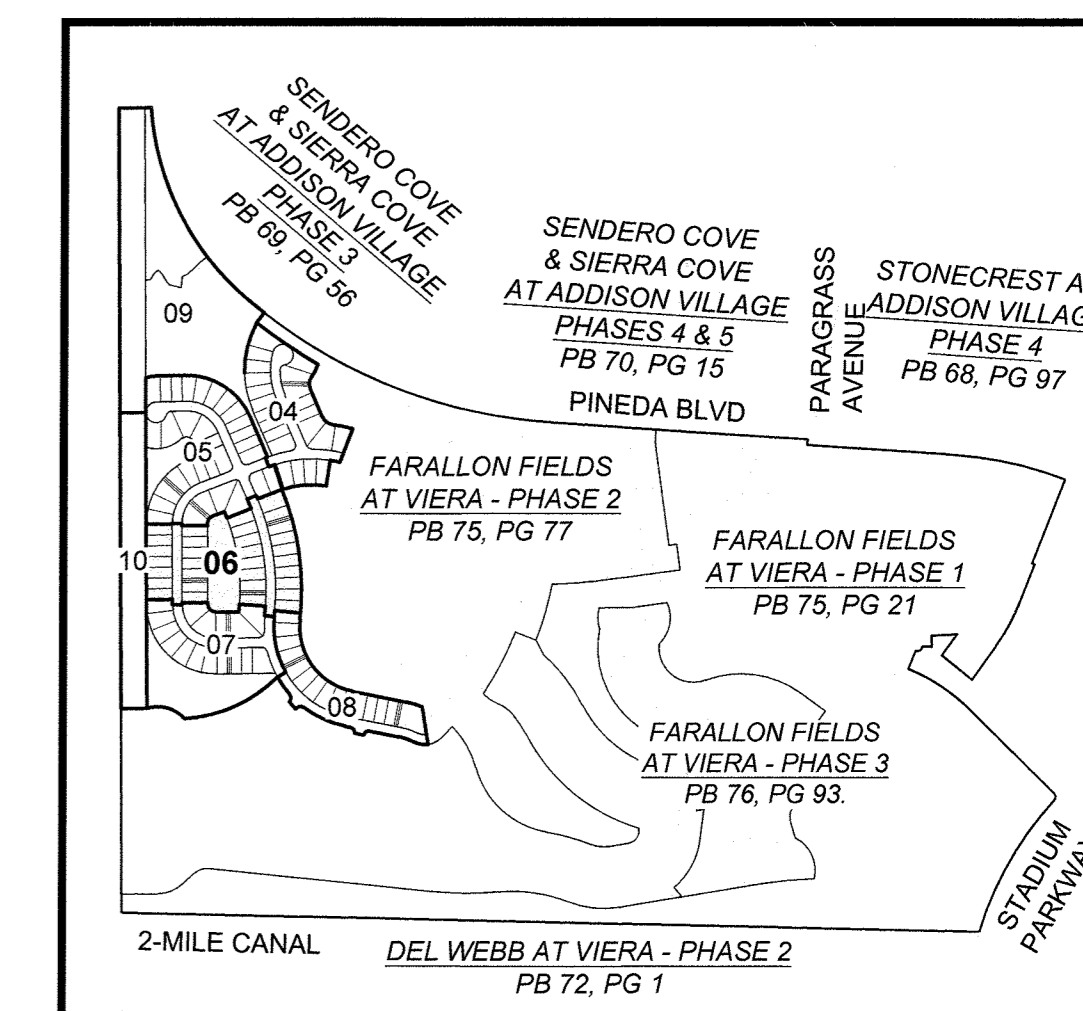 SENDERO COVE
& SIERRA COVE
AT ADDISON VILLAGE
PHASE 3
PB 69, PG 56
SENDERO COVE
& SIERRA COVE
AT ADDISON VILLAGE
PHASES 4 & 5
PB 70, PG 15
PARAGRASS
AVENUE
STONECREST A
ADDISON VILLAG
PHASE 4
PB 68, PG 97
PINEDA BLVD
09
04
05
10
06
07
08
FARALLON FIELDS
AT VIERA - PHASE 2
PB 75, PG 77
FARALLON FIELDS
AT VIERA - PHASE 1
PB 75, PG 21
FARALLON FIELDS
AT VIERA - PHASE 3
PB 76, PG 93.
STADIUM
PARKWAY
2-MILE CANAL
DEL WEBB AT VIERA - PHASE 2
PB 72, PG 1